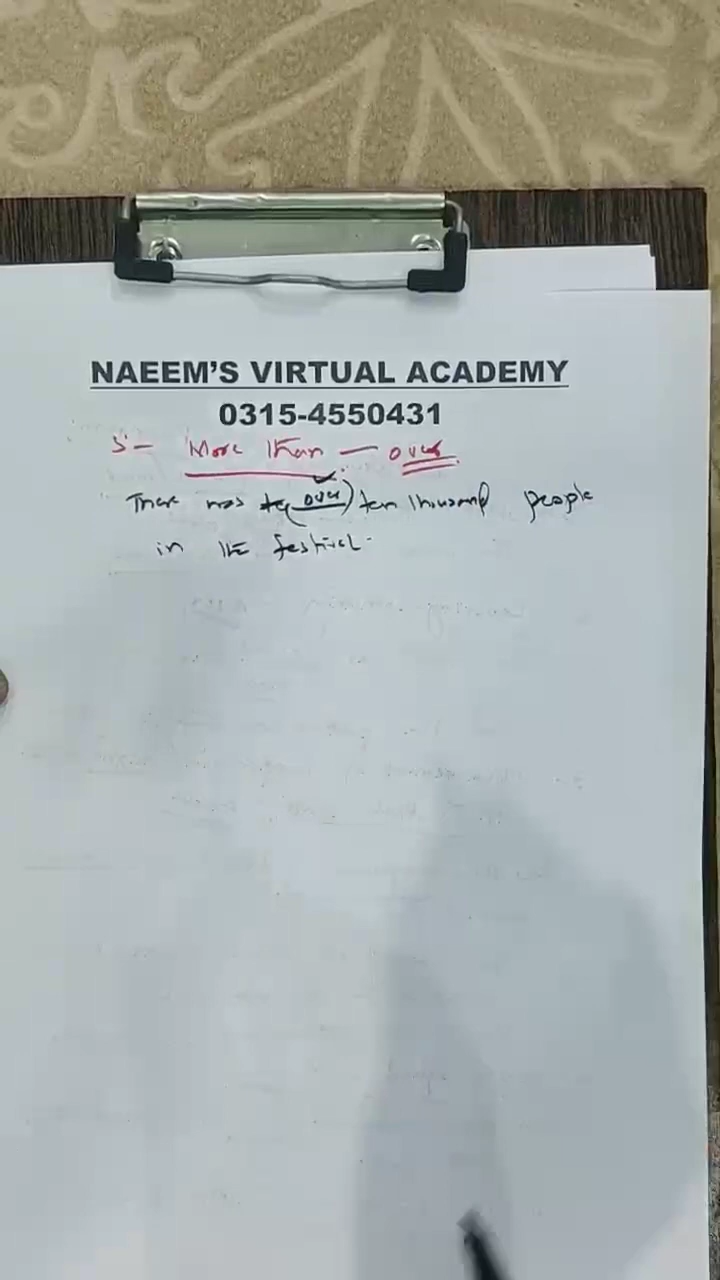 NAEEM'S VIRTUAL ACADEMY
0315-4550431
5- More than — over
There was (over) ten thousand people
in the festival.